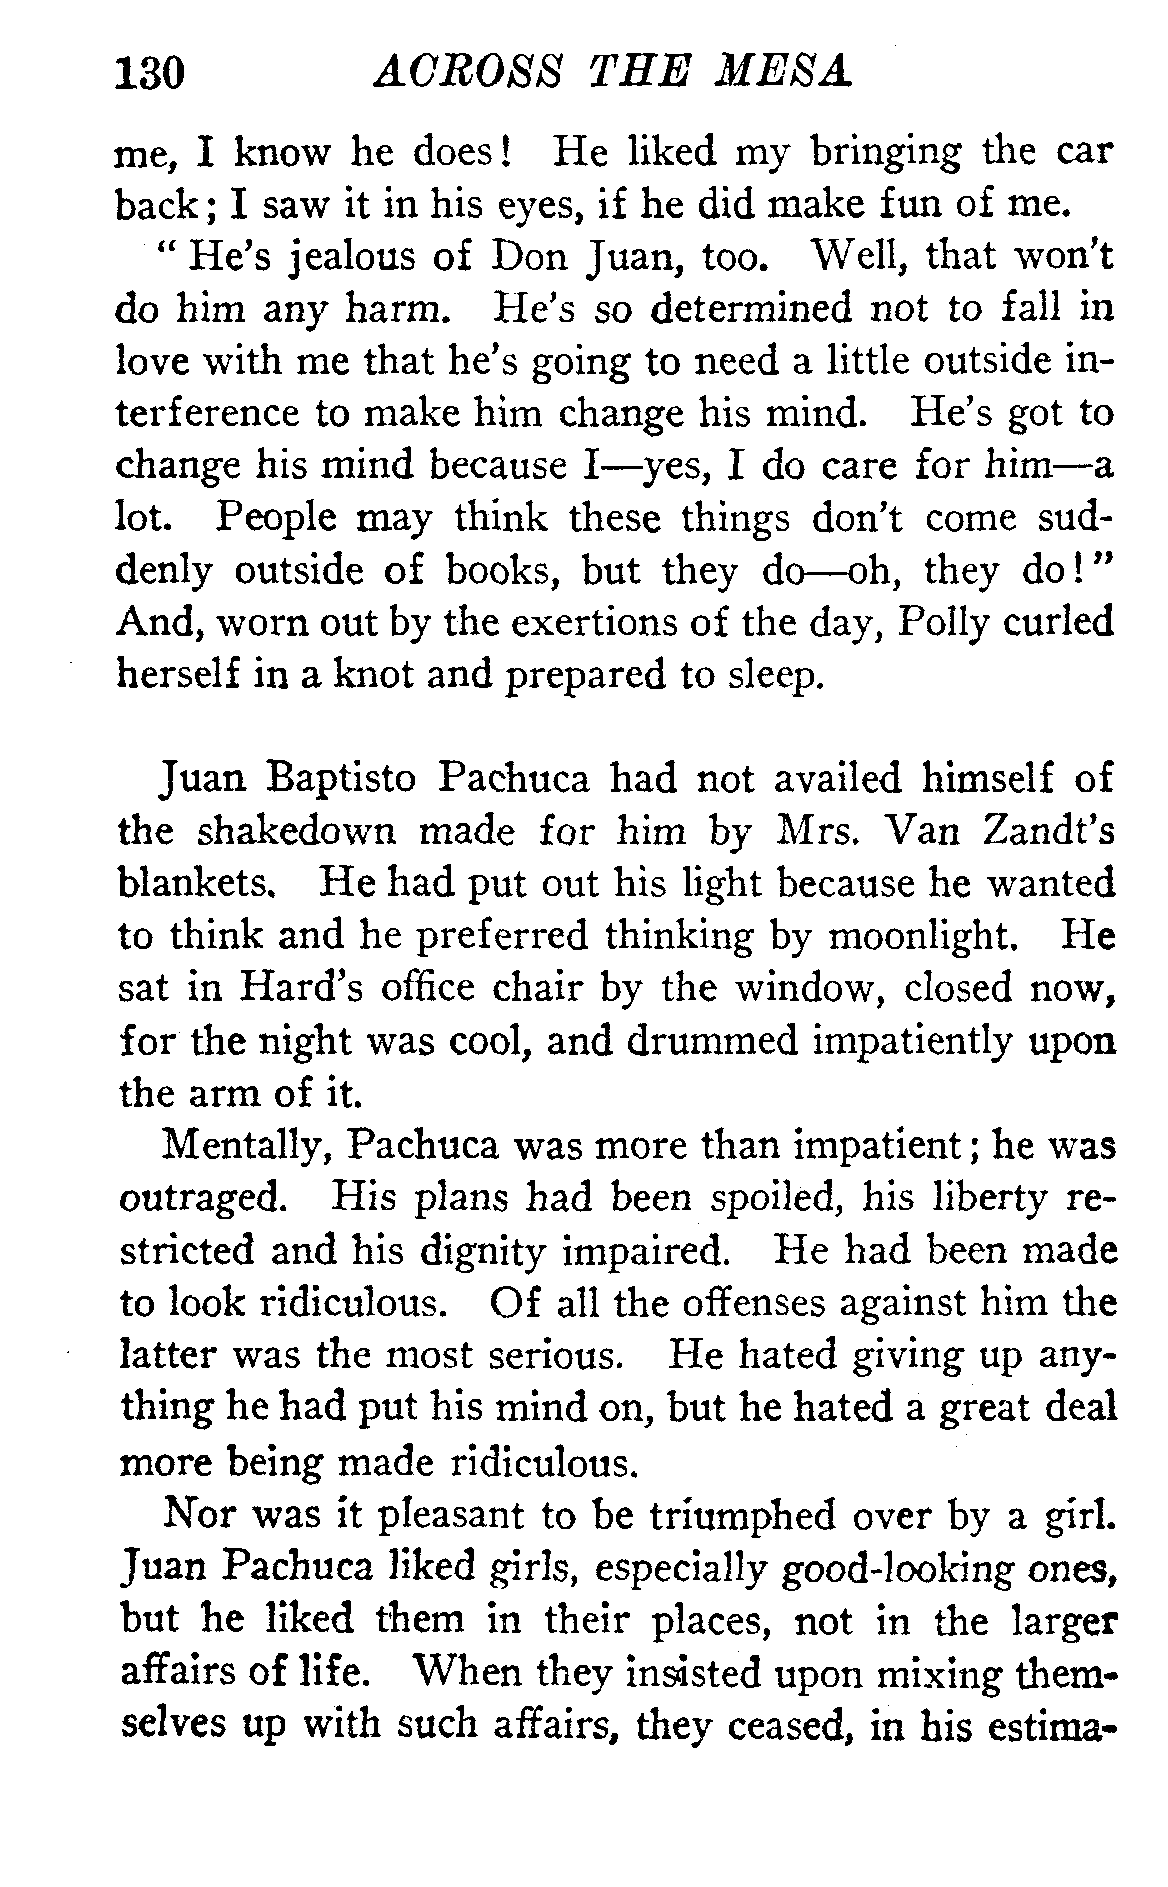 130 ACROSS THE MESA
me, I know he does! He liked my bringing the car
back; I saw it in his eyes, if he did make fun of me.
“ He's jealous of Don Juan, too. Well, that won't
do him any harm. He's so determined not to fall in
love with me that he's going to need a little outside in-
terference to make him change his mind. He's got to
change his mind because I—yes, I do care for him—a
lot. People may think these things don't come sud-
denly outside of books, but they do—oh, they do!”
And, worn out by the exertions of the day, Polly curled
herself in a knot and prepared to sleep.
Juan Baptisto Pachuca had not availed himself of
the shakedown made for him by Mrs. Van Zandt's
blankets. He had put out his light because he wanted
to think and he preferred thinking by moonlight. He
sat in Hard's office chair by the window, closed now,
for the night was cool, and drummed impatiently upon
the arm of it.
Mentally, Pachuca was more than impatient; he was
outraged. His plans had been spoiled, his liberty re-
stricted and his dignity impaired. He had been made
to look ridiculous. Of all the offenses against him the
latter was the most serious. He hated giving up any-
thing he had put his mind on, but he hated a great deal
more being made ridiculous.
Nor was it pleasant to be triumphed over by a girl.
Juan Pachuca liked girls, especially good-looking ones,
but he liked them in their places, not in the larger
affairs of life. When they insisted upon mixing them-
selves up with such affairs, they ceased, in his estima-